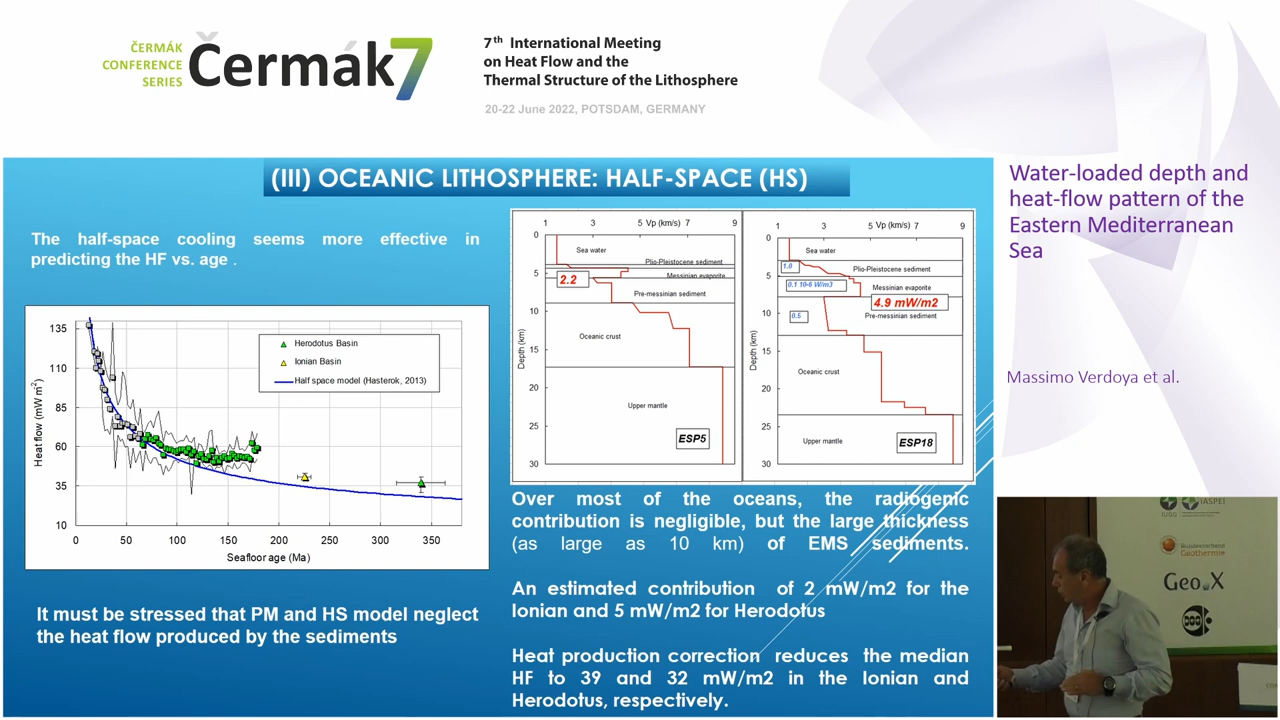 ČERMÁK
CONFERENCE
SERIES
Čermák7
7th International Meeting
on Heat Flow and the
Thermal Structure of the Lithosphere
20-22 June 2022, POTSDAM, GERMANY
(III) OCEANIC LITHOSPHERE: HALF-SPACE (HS)
The half-space cooling seems more effective in
predicting the HF vs. age .
Heat flow (mW m2)
135
110
85
60
35
10
0 50 100 150 200 250 300 350
Seafloor age (Ma)
Herodotus Basin
Ionian Basin
Half space model (Hasterok, 2013)
It must be stressed that PM and HS model neglect
the heat flow produced by the sediments
1 3 5 Vp (km/s) 7 9
Depth (km)
0
5
10
15
20
25
30
Sea water
Plio-Pleistocene sediment
Messinian evaporite
2.2
Pre-messinian sediment
Oceanic crust
Upper mantle
ESP5
1 3 5 Vp (km/s) 7 9
Depth (km)
0
5
10
15
20
25
30
Sea water
1.0
Plio-Pleistocene sediment
0.1 10-6 W/m3
Messinian evaporite
4.9 mW/m2
0.5
Pre-messinian sediment
Oceanic crust
Upper mantle
ESP18
Over most of the oceans, the radiogenic
contribution is negligible, but the large thickness
(as large as 10 km) of EMS sediments.
An estimated contribution of 2 mW/m2 for the
Ionian and 5 mW/m2 for Herodotus
Heat production correction reduces the median
HF to 39 and 32 mW/m2 in the Ionian and
Herodotus, respectively.
Water-loaded depth and
heat-flow pattern of the
Eastern Mediterranean
Sea
Massimo Verdoya et al.
IUGG
IASPEI
Bundesverband
Geothermie
Geo.X